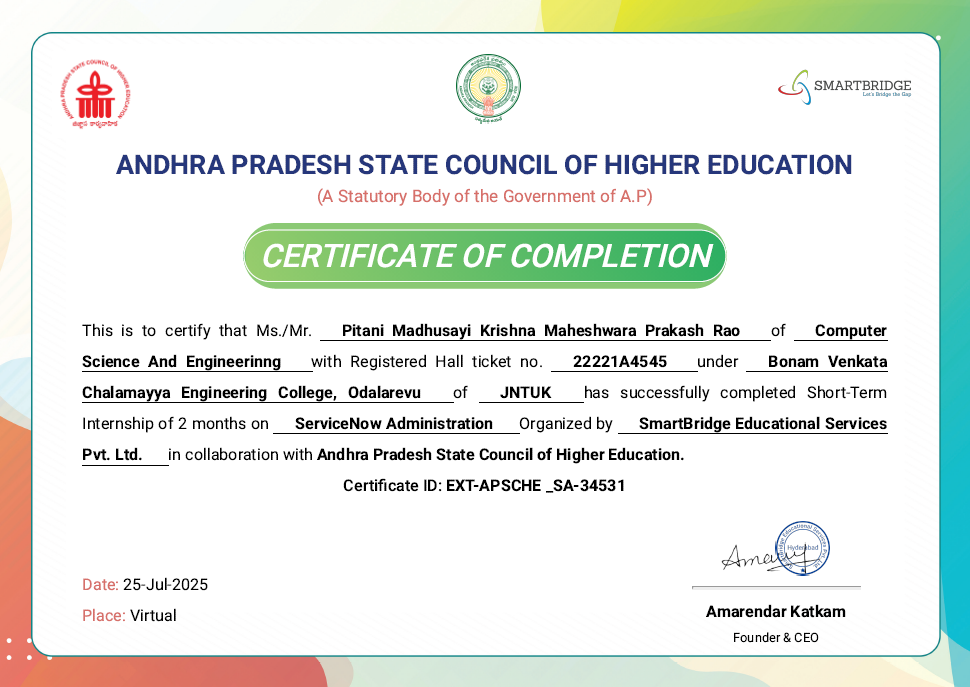 ANDHRA PRADESH STATE COUNCIL OF HIGHER EDUCATION
SMARTBRIDGE
Let's Bridge the Gap
ANDHRA PRADESH STATE COUNCIL OF HIGHER EDUCATION
(A Statutory Body of the Government of A.P)
CERTIFICATE OF COMPLETION
This is to certify that Ms./Mr. Pitani Madhusayi Krishna Maheshwara Prakash Rao of Computer
Science And Engineerinng with Registered Hall ticket no. 22221A4545 under Bonam Venkata
Chalamayya Engineering College, Odalarevu of JNTUK has successfully completed Short-Term
Internship of 2 months on ServiceNow Administration Organized by SmartBridge Educational Services
Pvt. Ltd. in collaboration with Andhra Pradesh State Council of Higher Education.
Certificate ID: EXT-APSCHE _SA-34531
SmartBridge Educational Services Pvt. Ltd.
Hyderabad
Date: 25-Jul-2025
Place: Virtual
Amarendar Katkam
Founder & CEO